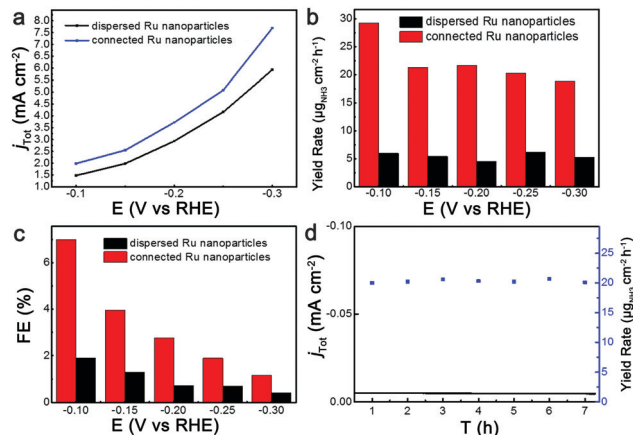 a
dispersed Ru nanoparticles
connected Ru nanoparticles
8.0
7.5
7.0
6.5
6.0
5.5
5.0
4.5
4.0
3.5
3.0
2.5
2.0
1.5
1.0
j_Tot (mA cm⁻²)
-0.1 -0.2 -0.3
E (V vs RHE)
b
dispersed Ru nanoparticles
connected Ru nanoparticles
30
25
20
15
10
5
0
Yield Rate (µg_NH3 cm⁻² h⁻¹)
-0.10 -0.15 -0.20 -0.25 -0.30
E (V vs RHE)
c
dispersed Ru nanoparticles
connected Ru nanoparticles
6
4
2
0
FE (%)
-0.10 -0.15 -0.20 -0.25 -0.30
E (V vs RHE)
d
-0.10
-0.05
0.00
j_Tot (mA cm⁻²)
25
20
15
10
5
0
Yield Rate (µg_NH3 cm⁻² h⁻¹)
1 2 3 4 5 6 7
T (h)